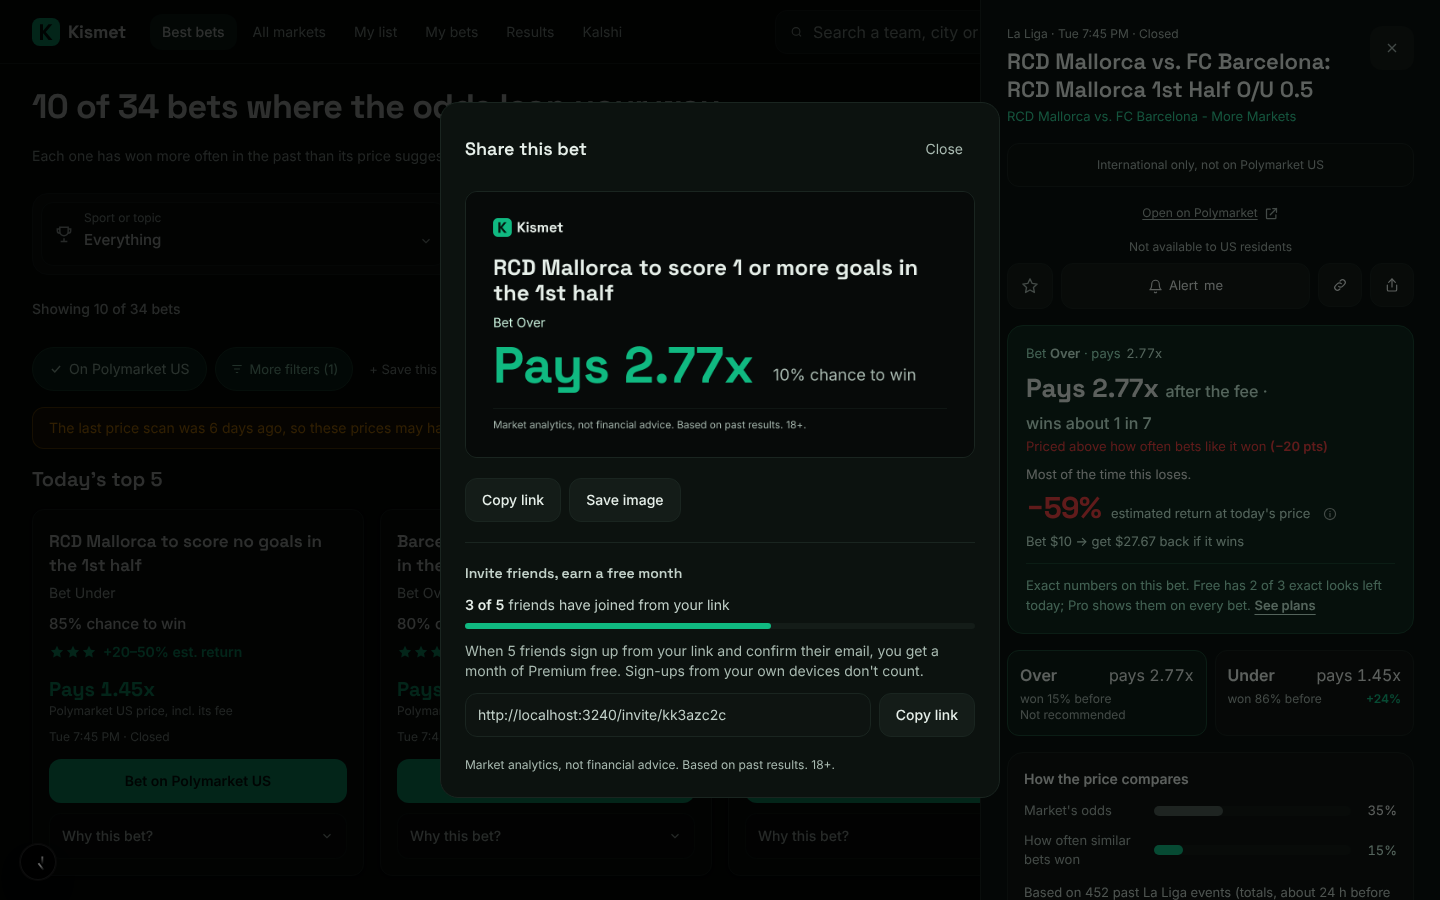 Kismet
Best bets
All markets
My list
My bets
Results
Kalshi
Search a team, city or
10 of 34 bets where the odds lean your way
Each one has won more often in the past than its price sugges
Sport or topic
Everything
Showing 10 of 34 bets
On Polymarket US
More filters (1)
+ Save this
The last price scan was 6 days ago, so these prices may ha
Today's top 5
RCD Mallorca to score no goals in
the 1st half
Bet Under
85% chance to win
+20–50% est. return
Pays 1.45x
Polymarket US price, incl. its fee
Tue 7:45 PM · Closed
Bet on Polymarket US
Why this bet?
Barce
in the
Bet Ov
80% c
Pays
Polymar
Tue 7:4
Why this bet?
Why this bet?
Share this bet
Close
Kismet
RCD Mallorca to score 1 or more goals in
the 1st half
Bet Over
Pays 2.77x
10% chance to win
Market analytics, not financial advice. Based on past results. 18+.
Copy link
Save image
Invite friends, earn a free month
3 of 5 friends have joined from your link
When 5 friends sign up from your link and confirm their email, you get a
month of Premium free. Sign-ups from your own devices don't count.
http://localhost:3240/invite/kk3azc2c
Copy link
Market analytics, not financial advice. Based on past results. 18+.
La Liga · Tue 7:45 PM · Closed
RCD Mallorca vs. FC Barcelona:
RCD Mallorca 1st Half O/U 0.5
RCD Mallorca vs. FC Barcelona - More Markets
International only, not on Polymarket US
Open on Polymarket
Not available to US residents
Alert me
Bet Over · pays 2.77x
Pays 2.77x after the fee ·
wins about 1 in 7
Priced above how often bets like it won (−20 pts)
Most of the time this loses.
−59% estimated return at today's price
Bet $10 → get $27.67 back if it wins
Exact numbers on this bet. Free has 2 of 3 exact looks left
today; Pro shows them on every bet. See plans
Over
pays 2.77x
won 15% before
Not recommended
Under
pays 1.45x
won 86% before
+24%
How the price compares
Market's odds
35%
How often similar
bets won
15%
Based on 452 past La Liga events (totals, about 24 h before